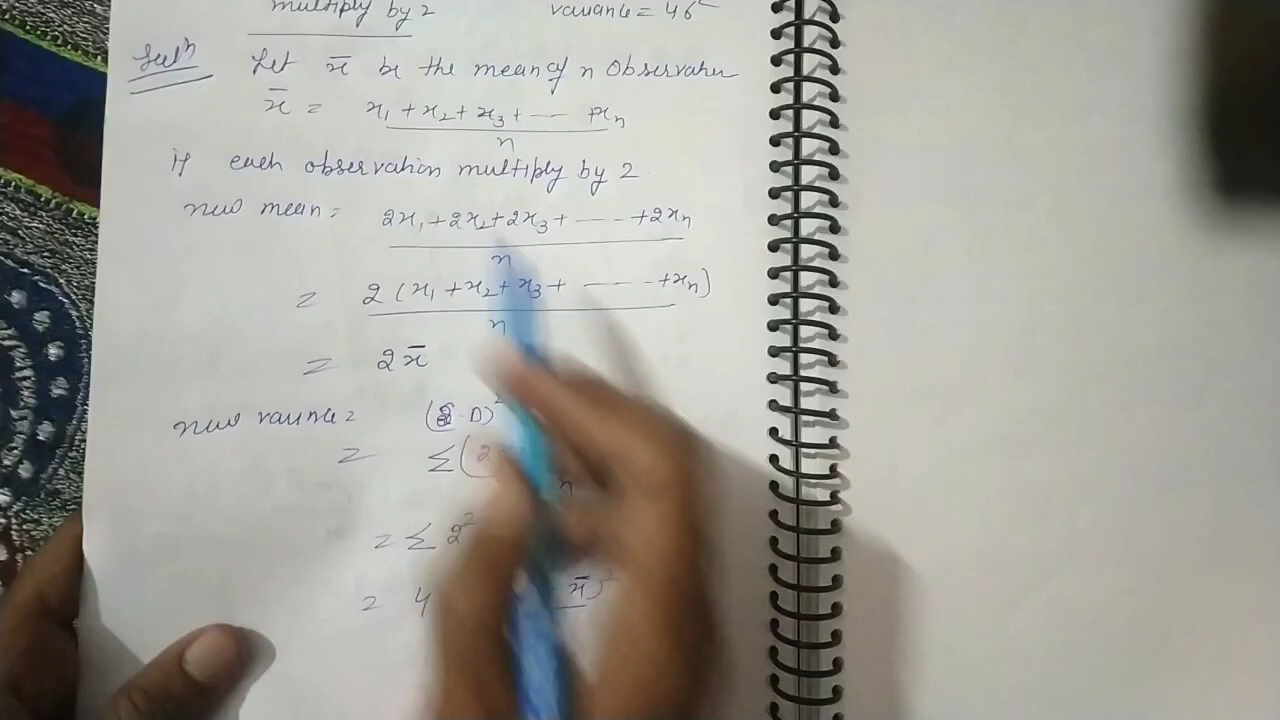 multiply by 2 variance = 4σ²
Sol^n Let x̄ be the mean of n Observation
x̄ = x₁ + x₂ + x₃ + ---- + xₙ
n
if each observation multiply by 2.
new mean = 2x₁ + 2x₂ + 2x₃ + ----- + 2xₙ
n
= 2 (x₁ + x₂ + x₃ + ----- + xₙ)
n
= 2x̄
new varince = (S.D)²
= Σ(2
n
= Σ 2²
= 4 x̄)²